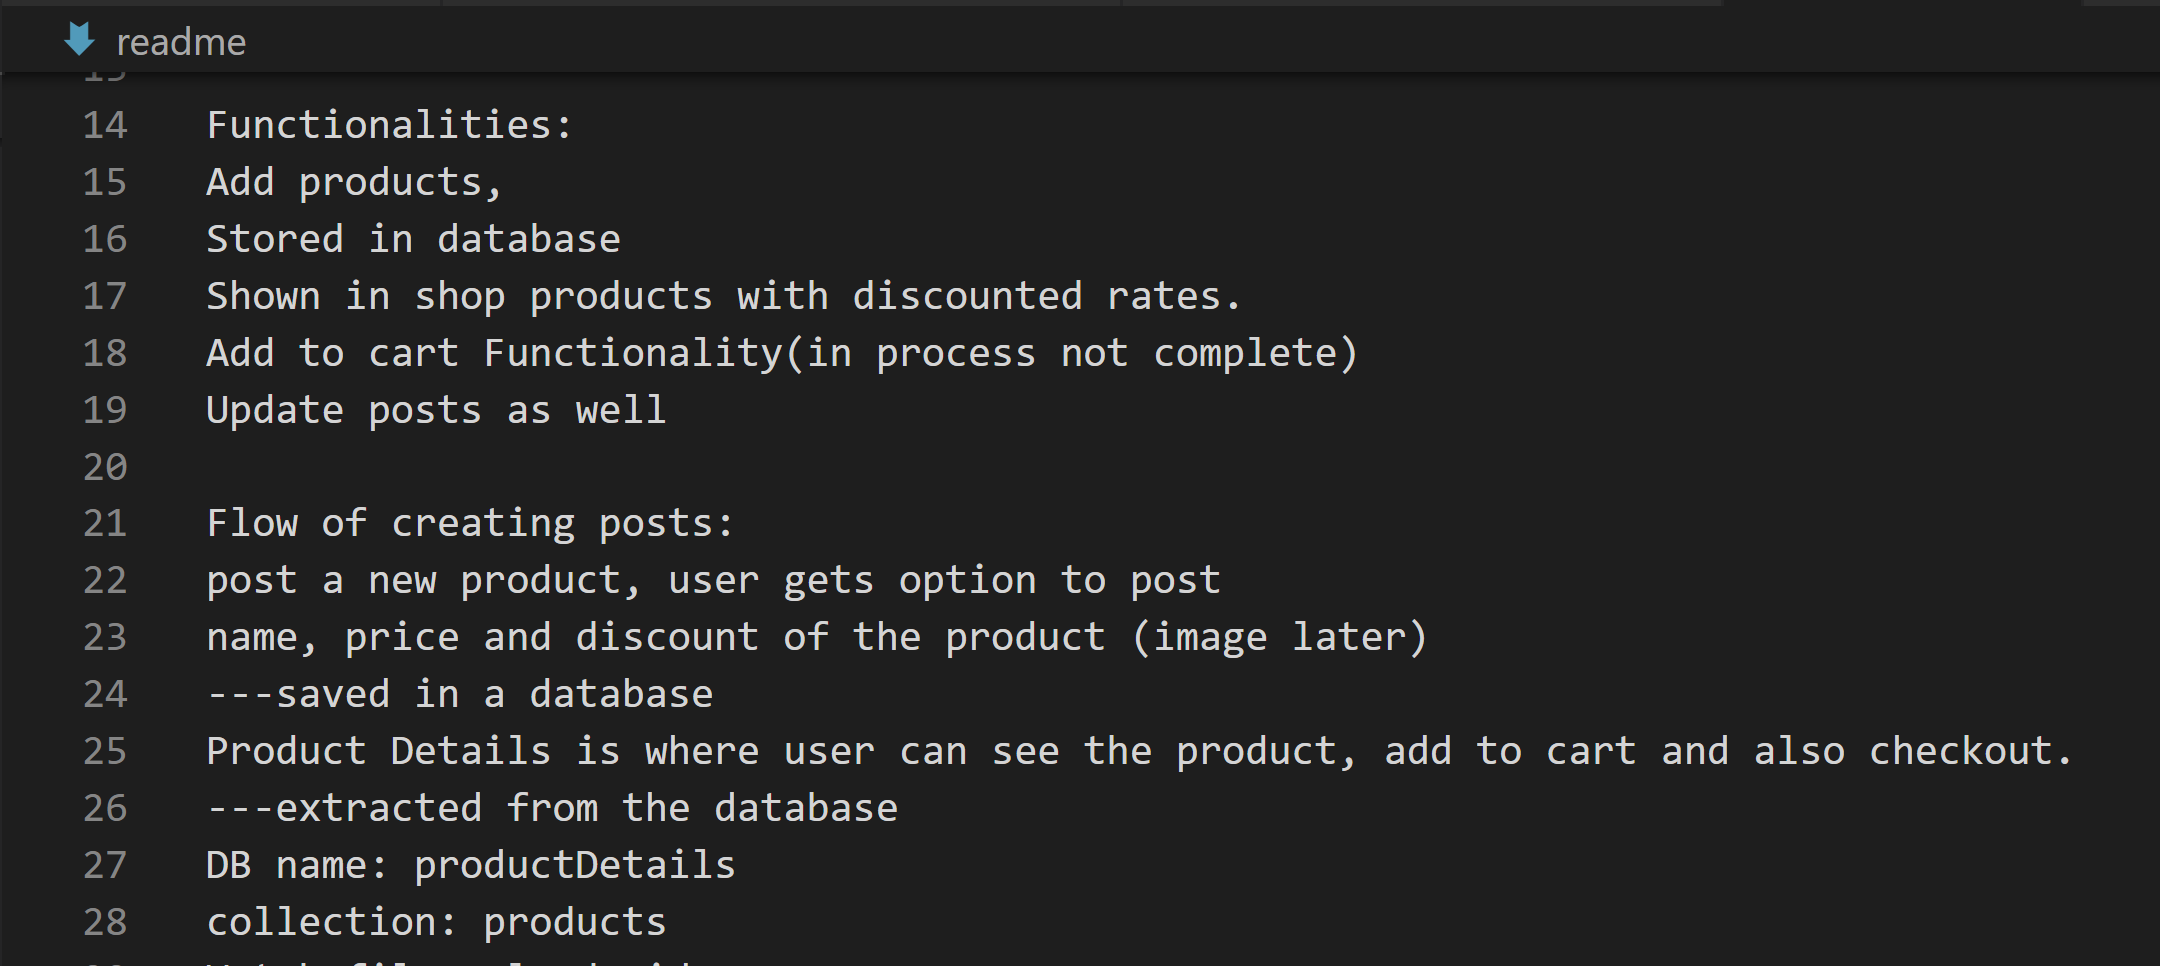 readme
14 Functionalities:
15 Add products,
16 Stored in database
17 Shown in shop products with discounted rates.
18 Add to cart Functionality(in process not complete)
19 Update posts as well
20
21 Flow of creating posts:
22 post a new product, user gets option to post
23 name, price and discount of the product (image later)
24 ---saved in a database
25 Product Details is where user can see the product, add to cart and also checkout.
26 ---extracted from the database
27 DB name: productDetails
28 collection: products